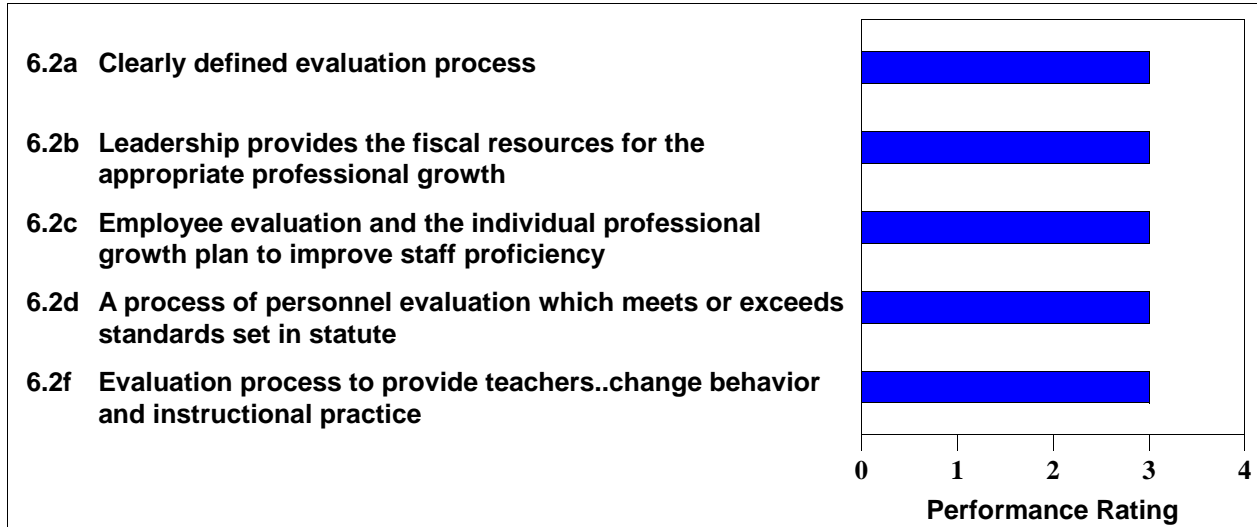 6.2a Clearly defined evaluation process
6.2b Leadership provides the fiscal resources for the
appropriate professional growth
6.2c Employee evaluation and the individual professional
growth plan to improve staff proficiency
6.2d A process of personnel evaluation which meets or exceeds
standards set in statute
6.2f Evaluation process to provide teachers..change behavior
and instructional practice
0 1 2 3 4
Performance Rating